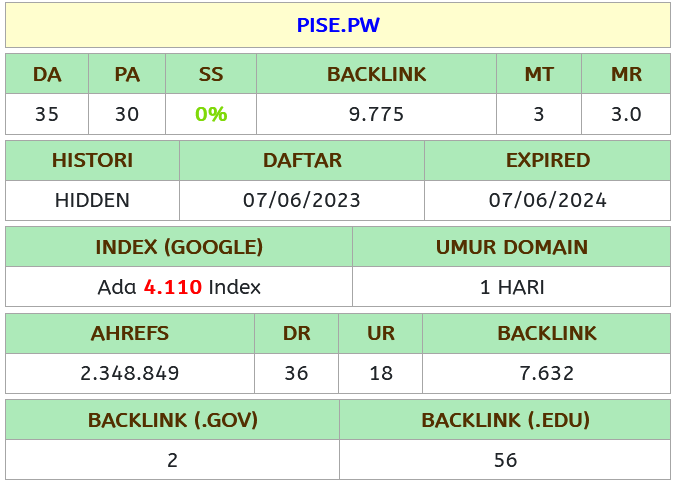 PISE.PW
DA PA SS BACKLINK MT MR
35 30 0% 9.775 3 3.0
HISTORI DAFTAR EXPIRED
HIDDEN 07/06/2023 07/06/2024
INDEX (GOOGLE) UMUR DOMAIN
Ada 4.110 Index 1 HARI
AHREFS DR UR BACKLINK
2.348.849 36 18 7.632
BACKLINK (.GOV) BACKLINK (.EDU)
2 56